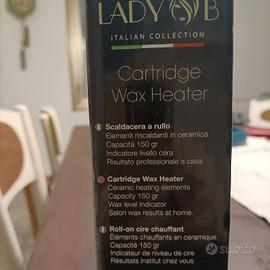 LADY B
ITALIAN COLLECTION
Cartridge
Wax Heater
Scaldacera a rullo
Elementi riscaldanti in ceramica
Capacità 150 gr
Indicatore livello cera
Risultato professionale a casa
Cartridge Wax Heater
Ceramic heating elements
Capacity 150 gr
Wax level indicator
Salon wax results at home
Roll-on cire chauffant
Éléments chauffants en ceramique
Capacité 150 gr
Indicateur de niveau de cire
Résultats Institut chez vous
subito